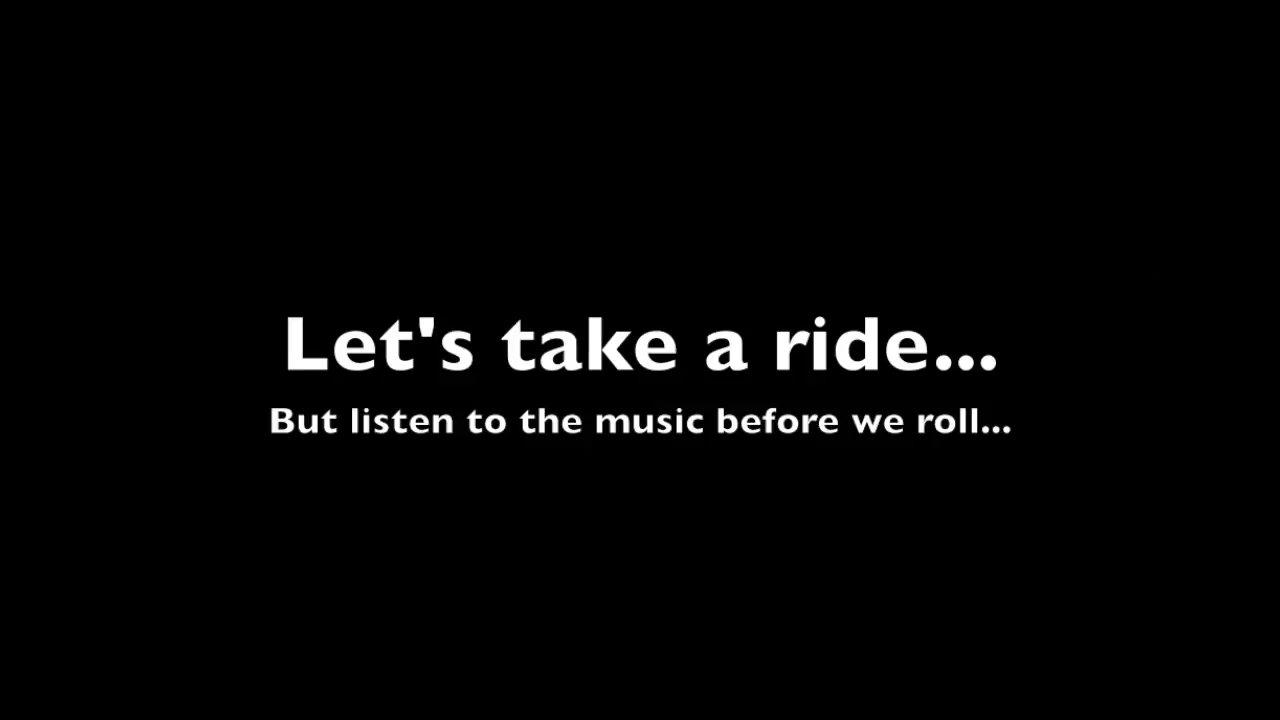 Let's take a ride...
But listen to the music before we roll...